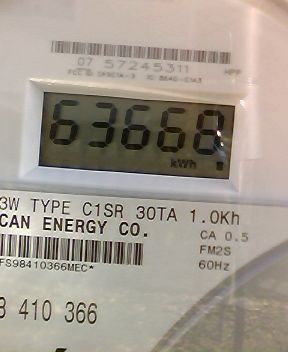 07 57245311
63668
kWh
3W TYPE C1SR 30TA 1.0Kh
CAN ENERGY CO.
CA 0.5
FM2S
60Hz
FS98410366MEC*
8 410 366